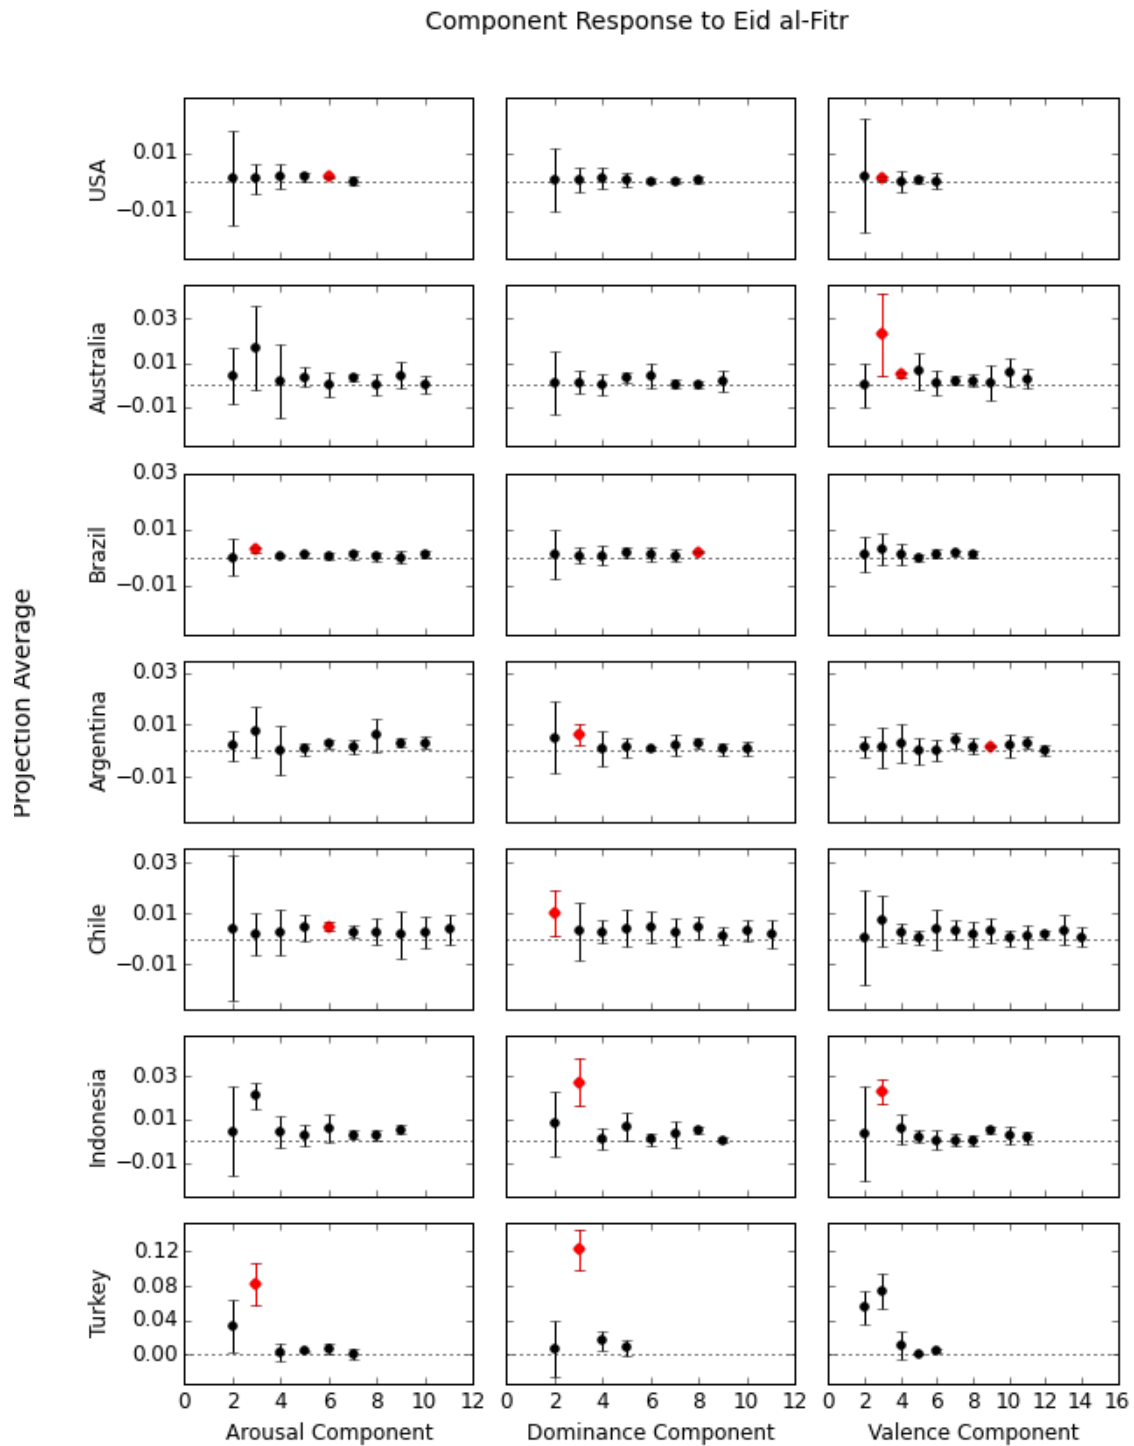 Component Response to Eid al-Fitr
Projection Average
USA
0.01
−0.01
Australia
0.03
0.01
−0.01
Brazil
0.03
0.01
−0.01
Argentina
0.03
0.01
−0.01
Chile
0.03
0.01
−0.01
Indonesia
0.03
0.01
−0.01
Turkey
0.12
0.08
0.04
0.00
0 2 4 6 8 10 12 0 2 4 6 8 10 12 0 2 4 6 8 10 12 14 16
Arousal Component Dominance Component Valence Component